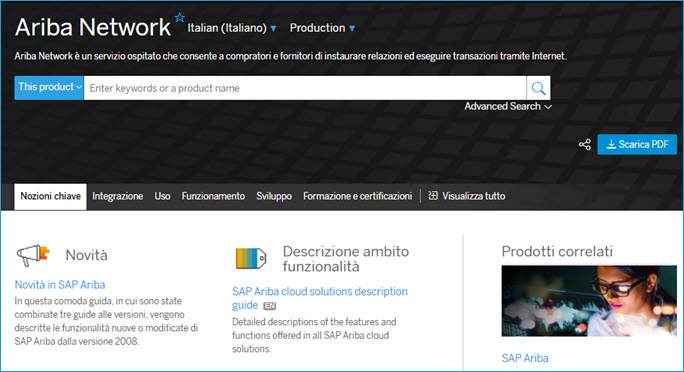 Ariba Network Italian (Italiano) Production
Ariba Network è un servizio ospitato che consente a compratori e fornitori di instaurare relazioni ed eseguire transazioni tramite Internet.
This product Enter keywords or a product name
Advanced Search
Scarica PDF
Nozioni chiave Integrazione Uso Funzionamento Sviluppo Formazione e certificazioni Visualizza tutto
Novità
Novità in SAP Ariba
In questa comoda guida, in cui sono state
combinate tre guide alle versioni, vengono
descritte le funzionalità nuove o modificate di
SAP Ariba dalla versione 2008.
Descrizione ambito
funzionalità
SAP Ariba cloud solutions description
guide EN
Detailed descriptions of the features and
functions offered in all SAP Ariba cloud
solutions.
Prodotti correlati
SAP Ariba